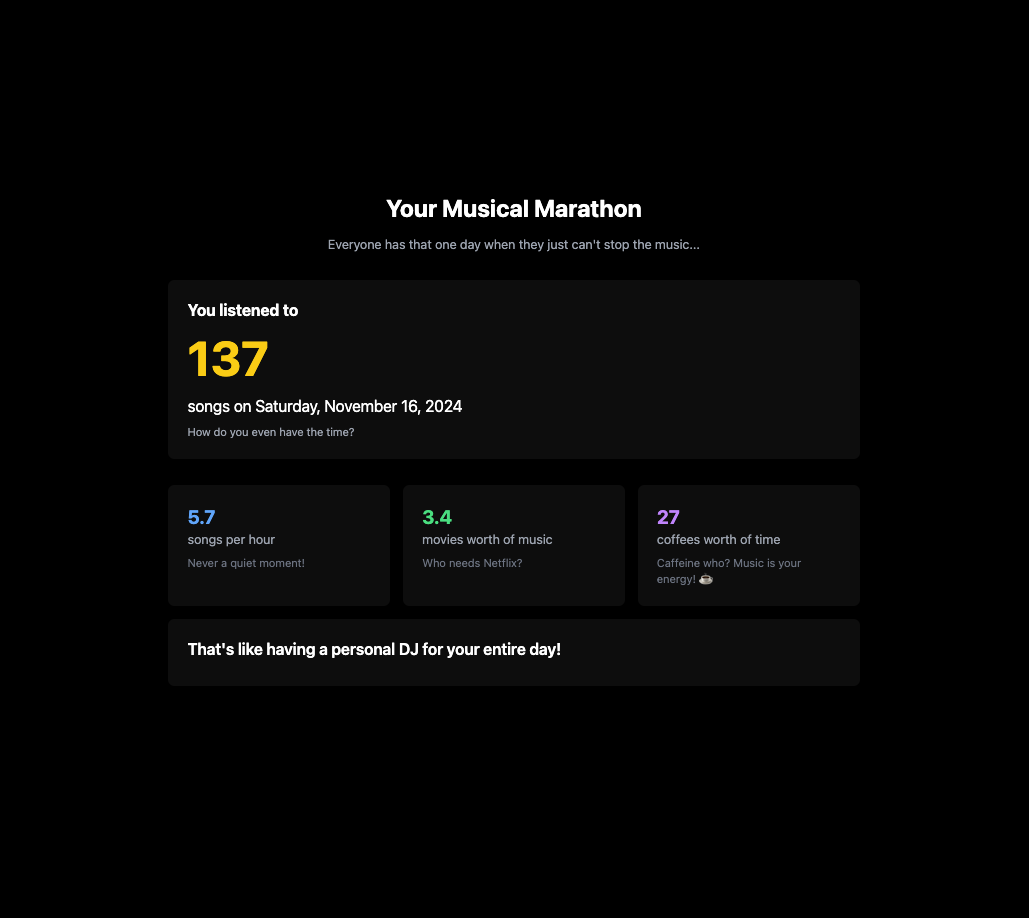 Your Musical Marathon
Everyone has that one day when they just can't stop the music...
You listened to
137
songs on Saturday, November 16, 2024
How do you even have the time?
5.7
songs per hour
Never a quiet moment!
3.4
movies worth of music
Who needs Netflix?
27
coffees worth of time
Caffeine who? Music is your
energy! ☕
That's like having a personal DJ for your entire day!